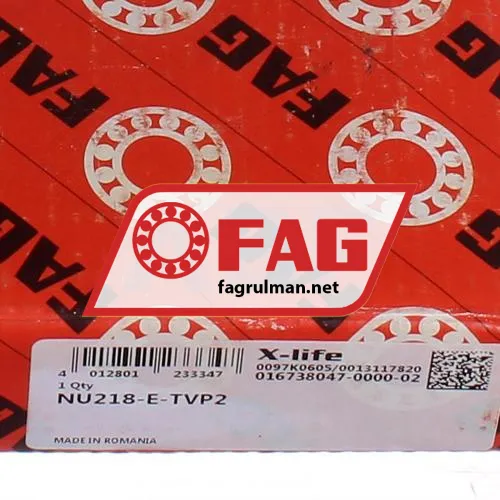 FAG
FAG
FAG
FAG
FAG
fagrulman.net
X-life
0097K0605/0013117820
016738047-0000-02
4 012801 233347
1 Qty
NU218-E-TVP2
MADE IN ROMANIA